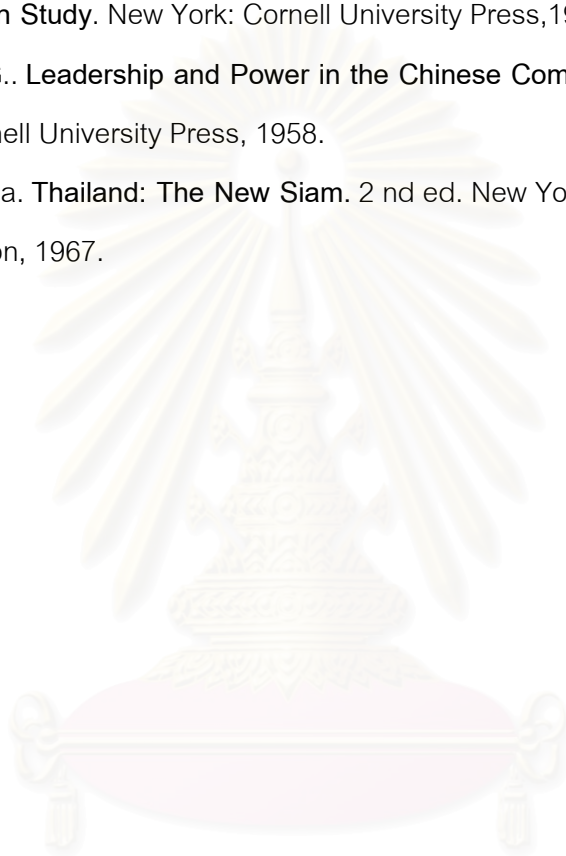 n Study. New York: Cornell University Press,19
G.. Leadership and Power in the Chinese Com
nell University Press, 1958.
a. Thailand: The New Siam. 2 nd ed. New Yo
on, 1967.